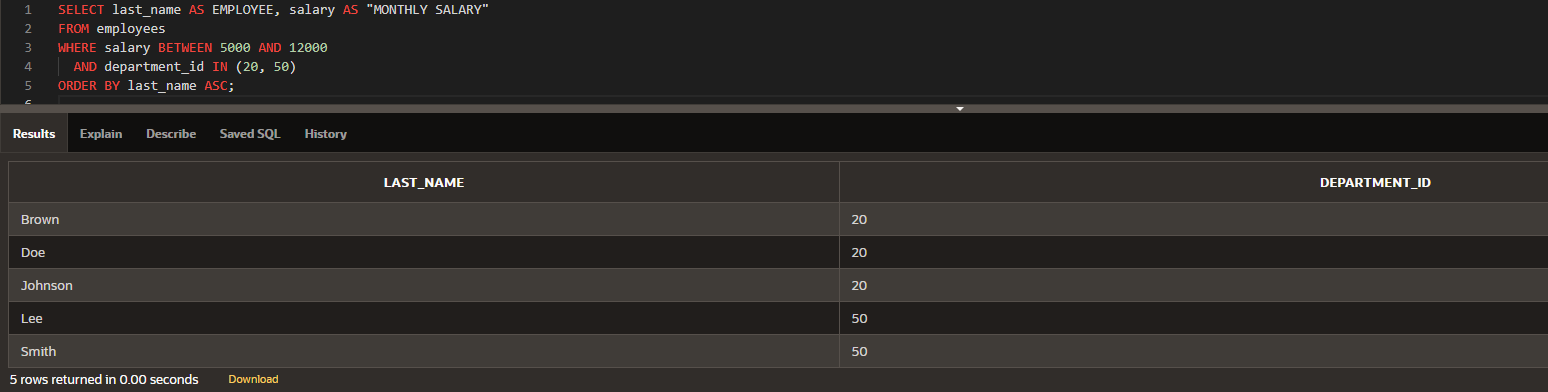 1 SELECT last_name AS EMPLOYEE, salary AS "MONTHLY SALARY"
2 FROM employees
3 WHERE salary BETWEEN 5000 AND 12000
4 AND department_id IN (20, 50)
5 ORDER BY last_name ASC;
6
Results Explain Describe Saved SQL History
LAST_NAME DEPARTMENT_ID
Brown 20
Doe 20
Johnson 20
Lee 50
Smith 50
5 rows returned in 0.00 seconds Download